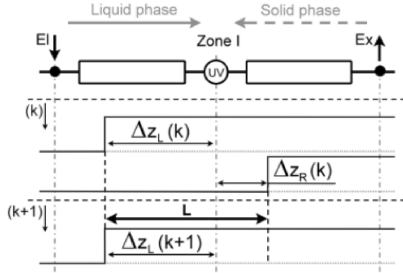 Liquid phase Solid phase
El Zone I Ex
UV
(k)
Δz_L(k)
Δz_R(k)
L
(k+1)
Δz_L(k+1)